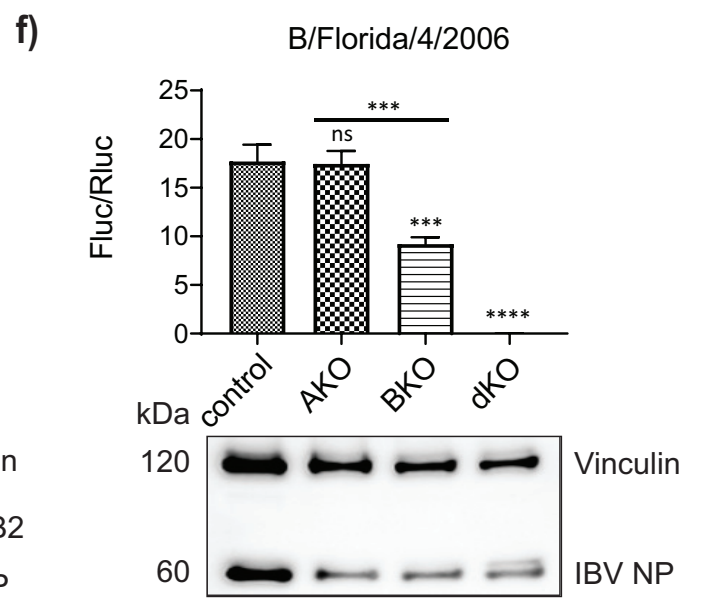 f)
B/Florida/4/2006
Fluc/Rluc
25
20
15
10
5
0
***
ns
***
****
control
AKO
BKO
dKO
kDa
120
60
Vinculin
IBV NP
n
32
P